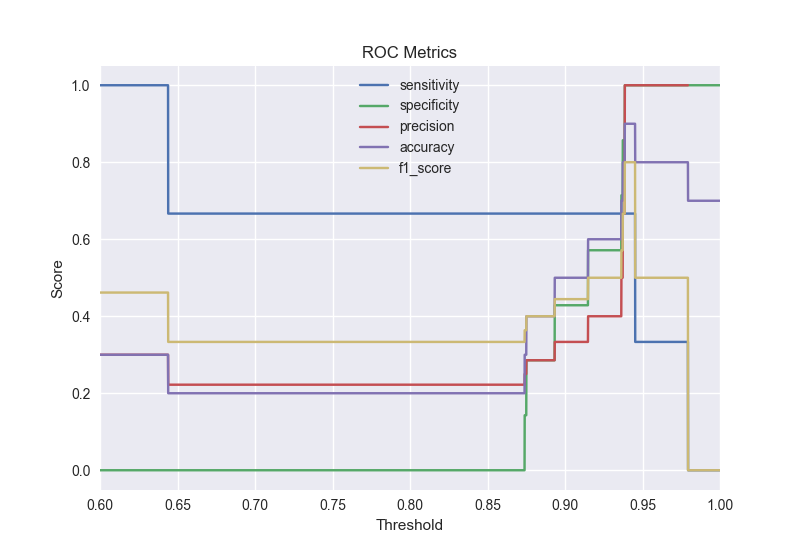 ROC Metrics
sensitivity
specificity
precision
accuracy
f1_score
Score
1.0
0.8
0.6
0.4
0.2
0.0
0.60 0.65 0.70 0.75 0.80 0.85 0.90 0.95 1.00
Threshold